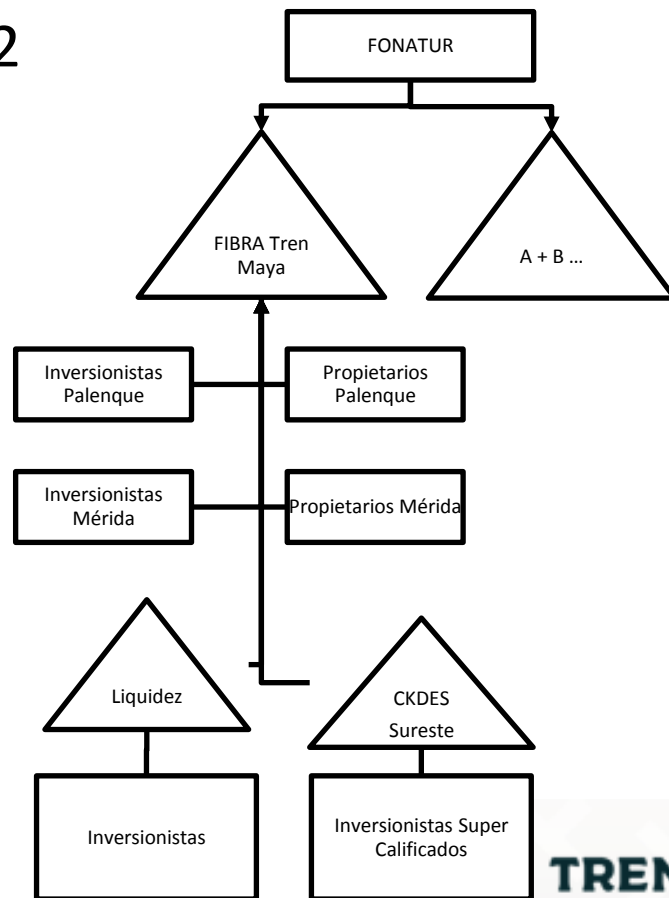 2
FONATUR
FIBRA Tren
Maya
A + B ...
Inversionistas
Palenque
Propietarios
Palenque
Inversionistas
Mérida
Propietarios Mérida
Liquidez
CKDES
Sureste
Inversionistas
Inversionistas Super
Calificados
TREN